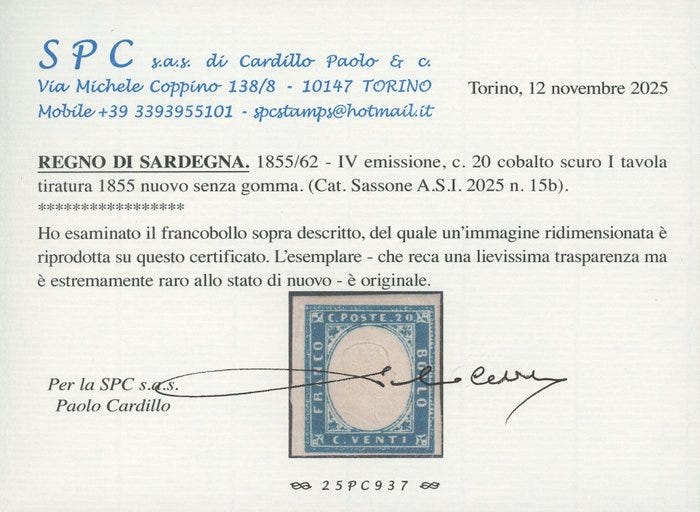 SPC s.a.s. di Cardillo Paolo & c.
Via Michele Coppino 138/8 - 10147 TORINO
Mobile +39 3393955101 - spcstamps@hotmail.it
Torino, 12 novembre 2025
REGNO DI SARDEGNA. 1855/62 - IV emissione, c. 20 cobalto scuro I tavola
tiratura 1855 nuovo senza gomma. (Cat. Sassone A.S.I. 2025 n. 15b).
*****************
Ho esaminato il francobollo sopra descritto, del quale un'immagine ridimensionata è
riprodotta su questo certificato. L'esemplare - che reca una lievissima trasparenza ma
è estremamente raro allo stato di nuovo - è originale.
C. POSTE. 20.
FRANCO
BOLLO
C. VENTI
Per la SPC s.a.s.
Paolo Cardillo
25PC937